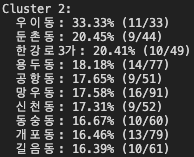 Cluster 2:
우이동: 33.33% (11/33)
둔촌동: 20.45% (9/44)
한강로3가: 20.41% (10/49)
용두동: 18.18% (14/77)
공항동: 17.65% (9/51)
망우동: 17.58% (16/91)
신천동: 17.31% (9/52)
동숭동: 16.67% (10/60)
개포동: 16.46% (13/79)
길음동: 16.39% (10/61)